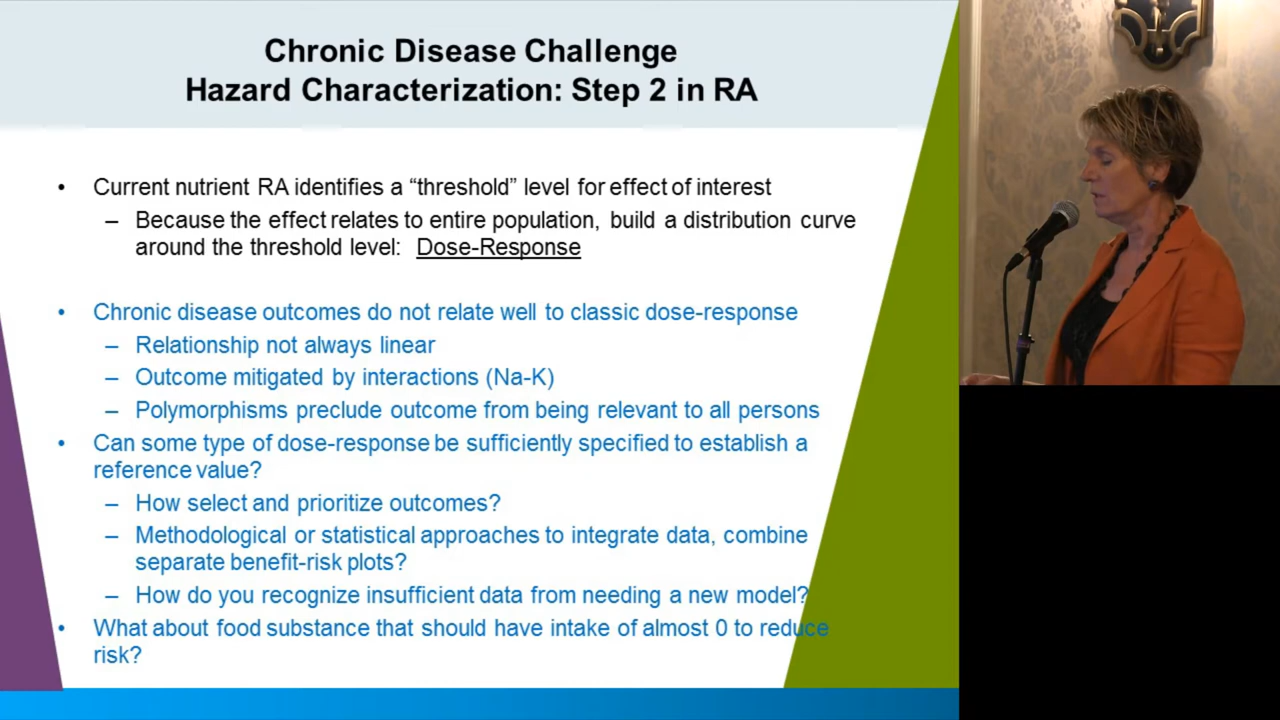 Chronic Disease Challenge
Hazard Characterization: Step 2 in RA
• Current nutrient RA identifies a “threshold” level for effect of interest
– Because the effect relates to entire population, build a distribution curve
around the threshold level: Dose-Response
• Chronic disease outcomes do not relate well to classic dose-response
– Relationship not always linear
– Outcome mitigated by interactions (Na-K)
– Polymorphisms preclude outcome from being relevant to all persons
• Can some type of dose-response be sufficiently specified to establish a
reference value?
– How select and prioritize outcomes?
– Methodological or statistical approaches to integrate data, combine
separate benefit-risk plots?
– How do you recognize insufficient data from needing a new model?
• What about food substance that should have intake of almost 0 to reduce
risk?